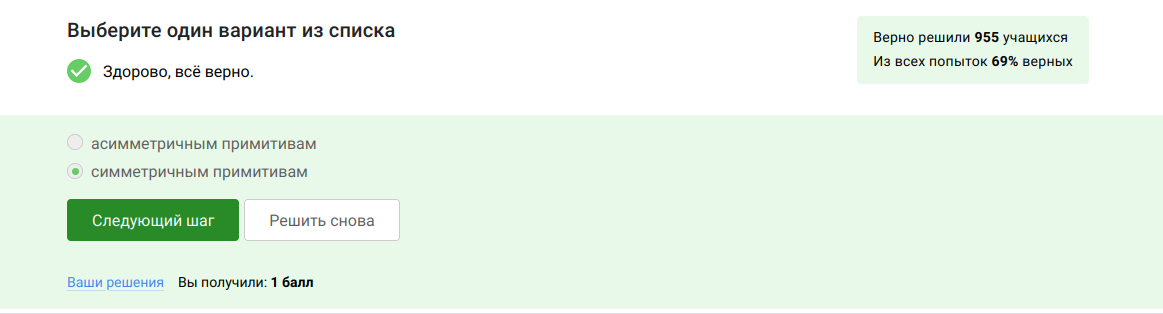 Выберите один вариант из списка
Здорово, всё верно.
Верно решили 955 учащихся
Из всех попыток 69% верных
асимметричным примитивам
симметричным примитивам
Следующий шаг
Решить снова
Ваши решения Вы получили: 1 балл